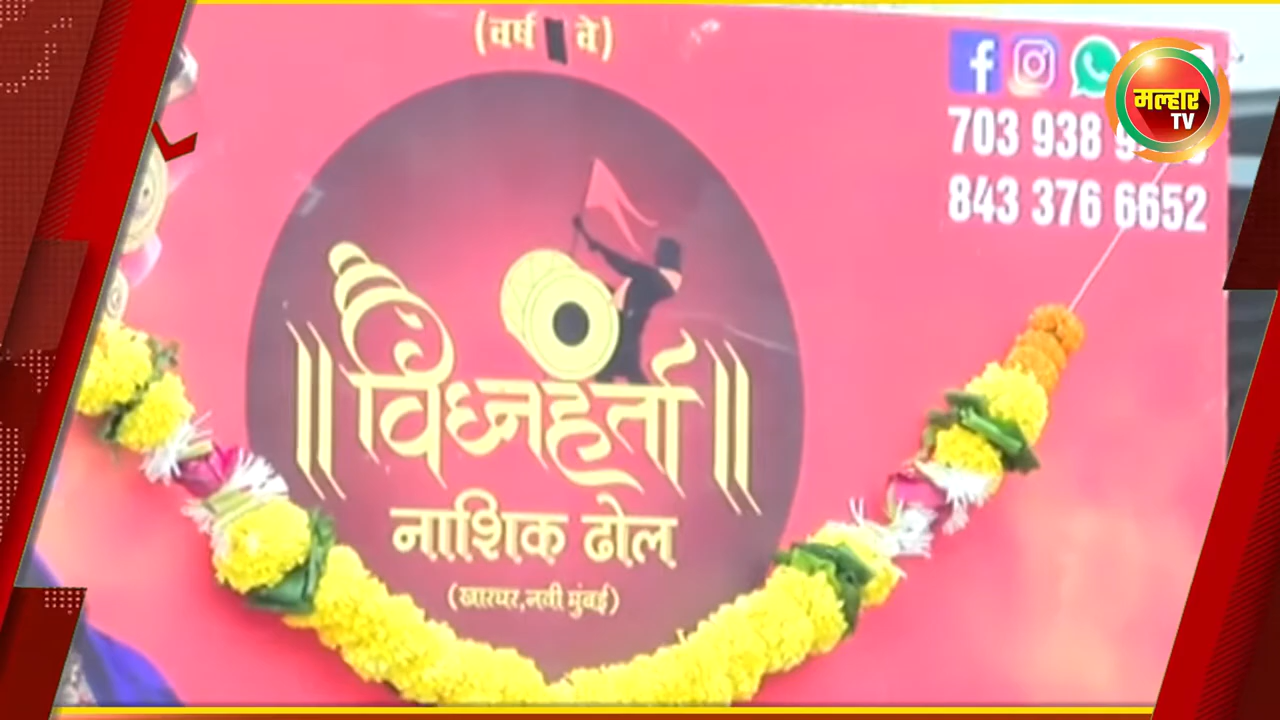 (वर्ष वे)
मल्हार
TV
703 938
843 376 6652
॥विघ्नहर्ता॥
नाशिक ढोल
(खारघर,नवी मुंबई)